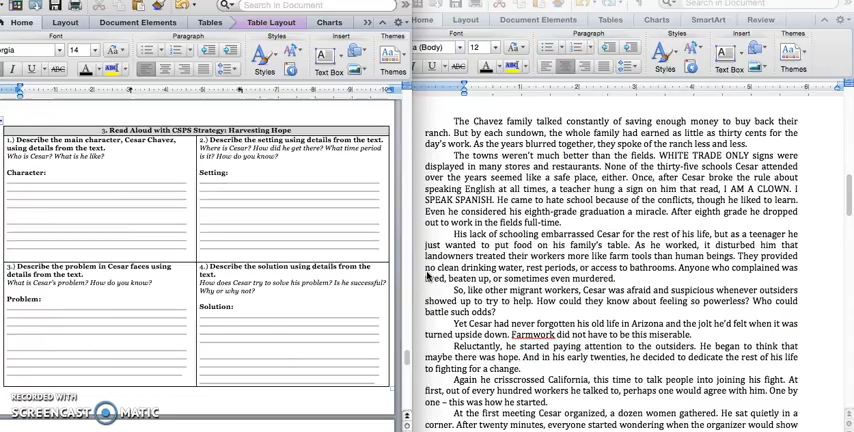 Search in Document
Home Layout Document Elements Tables Table Layout Charts
Font Paragraph Styles Insert Themes
14
I U ABC A ABC
Styles Text Box Themes
3. Read Aloud with CSPS Strategy: Harvesting Hope
1.) Describe the main character, Cesar Chavez,
using details from the text.
Who is Cesar? What is he like?
Character:
2.) Describe the setting using details from the text.
Where is Cesar? How did he get there? What time period
is it? How do you know?
Setting:
3.) Describe the problem in Cesar faces using
details from the text.
What is Cesar's problem? How do you know?
Problem:
4.) Describe the solution using details from the
text.
How does Cesar try to solve his problem? Is he successful?
Why or why not?
Solution:
RECORDED WITH
SCREENCAST MATIC
Search in Document
Home Layout Document Elements Tables Charts SmartArt Review
Font Paragraph Styles Insert Themes
(Body) 12
I U ABC A ABC
Styles Text Box Themes
The Chavez family talked constantly of saving enough money to buy back their
ranch. But by each sundown, the whole family had earned as little as thirty cents for the
day's work. As the years blurred together, they spoke of the ranch less and less.
The towns weren't much better than the fields. WHITE TRADE ONLY signs were
displayed in many stores and restaurants. None of the thirty-five schools Cesar attended
over the years seemed like a safe place, either. Once, after Cesar broke the rule about
speaking English at all times, a teacher hung a sign on him that read, I AM A CLOWN. I
SPEAK SPANISH. He came to hate school because of the conflicts, though he liked to learn.
Even he considered his eighth-grade graduation a miracle. After eighth grade he dropped
out to work in the fields full-time.
His lack of schooling embarrassed Cesar for the rest of his life, but as a teenager he
just wanted to put food on his family's table. As he worked, it disturbed him that
landowners treated their workers more like farm tools than human beings. They provided
no clean drinking water, rest periods, or access to bathrooms. Anyone who complained was
fired, beaten up, or sometimes even murdered.
So, like other migrant workers, Cesar was afraid and suspicious whenever outsiders
showed up to try to help. How could they know about feeling so powerless? Who could
battle such odds?
Yet Cesar had never forgotten his old life in Arizona and the jolt he'd felt when it was
turned upside down. Farmwork did not have to be this miserable.
Reluctantly, he started paying attention to the outsiders. He began to think that
maybe there was hope. And in his early twenties, he decided to dedicate the rest of his life
to fighting for a change.
Again he crisscrossed California, this time to talk people into joining his fight. At
first, out of every hundred workers he talked to, perhaps one would agree with him. One by
one – this was how he started.
At the first meeting Cesar organized, a dozen women gathered. He sat quietly in a
corner. After twenty minutes, everyone started wondering when the organizer would show